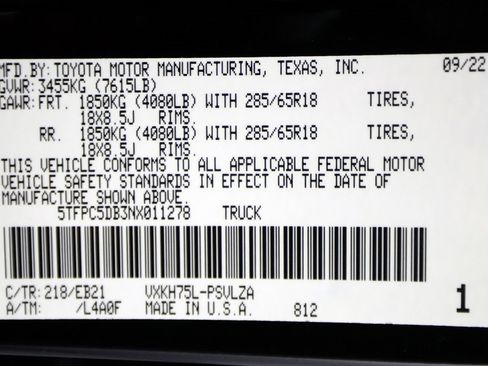 MFD.BY: TOYOTA MOTOR MANUFACTURING, TEXAS, INC. 09/22
GVWR: 3455KG (7615LB)
GAWR: FRT. 1850KG (4080LB) WITH 285/65R18 TIRES,
18X8.5J RIMS.
RR. 1850KG (4080LB) WITH 285/65R18 TIRES,
18X8.5J RIMS.
THIS VEHICLE CONFORMS TO ALL APPLICABLE FEDERAL MOTOR
VEHICLE SAFETY STANDARDS IN EFFECT ON THE DATE OF
MANUFACTURE SHOWN ABOVE.
5TFPC5DB3NX011278 TRUCK
C/TR: 218/EB21 VXKH75L-PSVLZA
A/TM: /L4A0F MADE IN U.S.A. 812 1